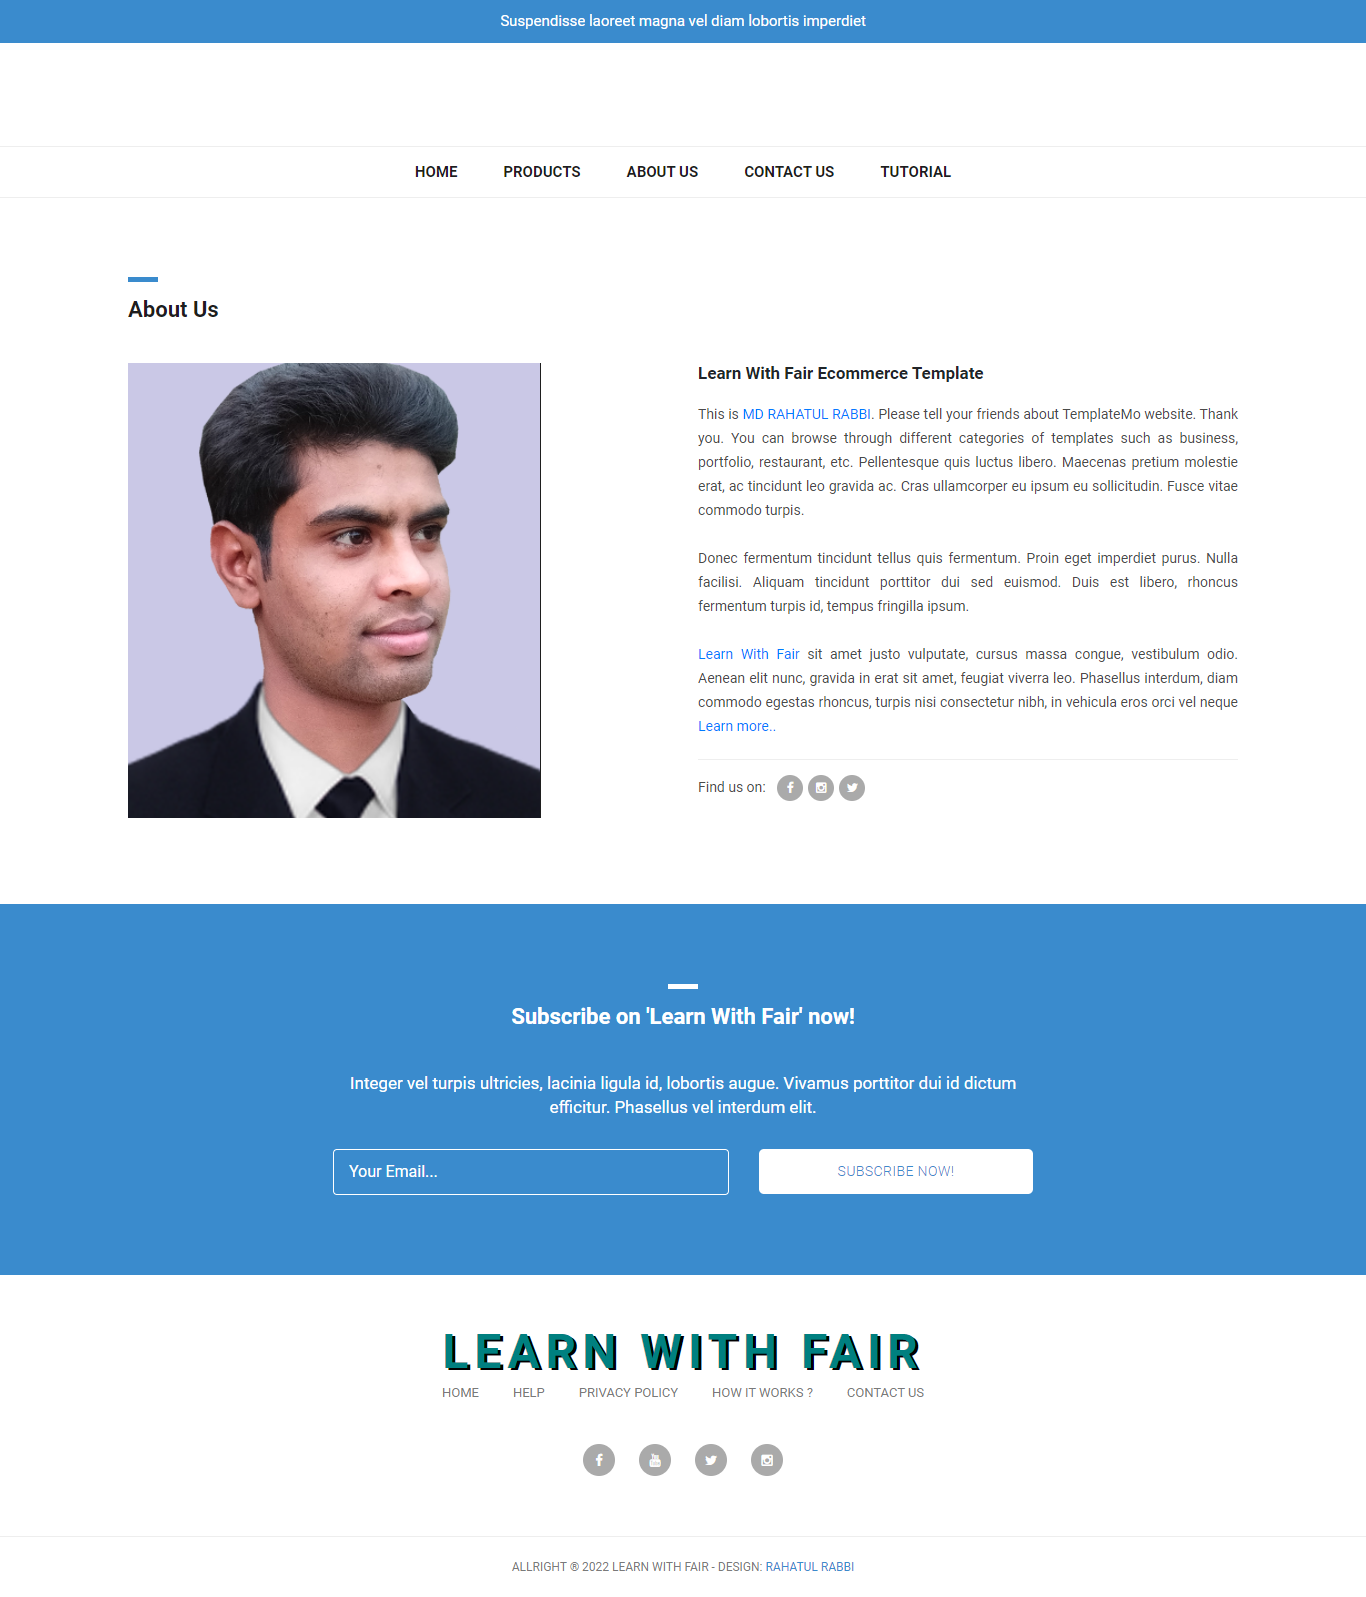 Suspendisse laoreet magna vel diam lobortis imperdiet
HOME PRODUCTS ABOUT US CONTACT US TUTORIAL
About Us
Learn With Fair Ecommerce Template
This is MD RAHATUL RABBI. Please tell your friends about TemplateMo website. Thank
you. You can browse through different categories of templates such as business,
portfolio, restaurant, etc. Pellentesque quis luctus libero. Maecenas pretium molestie
erat, ac tincidunt leo gravida ac. Cras ullamcorper eu ipsum eu sollicitudin. Fusce vitae
commodo turpis.
Donec fermentum tincidunt tellus quis fermentum. Proin eget imperdiet purus. Nulla
facilisi. Aliquam tincidunt porttitor dui sed euismod. Duis est libero, rhoncus
fermentum turpis id, tempus fringilla ipsum.
Learn With Fair sit amet justo vulputate, cursus massa congue, vestibulum odio.
Aenean elit nunc, gravida in erat sit amet, feugiat viverra leo. Phasellus interdum, diam
commodo egestas rhoncus, turpis nisi consectetur nibh, in vehicula eros orci vel neque
Learn more..
Find us on:
Subscribe on 'Learn With Fair' now!
Integer vel turpis ultricies, lacinia ligula id, lobortis augue. Vivamus porttitor dui id dictum
efficitur. Phasellus vel interdum elit.
Your Email...
SUBSCRIBE NOW!
LEARN WITH FAIR
HOME HELP PRIVACY POLICY HOW IT WORKS ? CONTACT US
ALLRIGHT ® 2022 LEARN WITH FAIR - DESIGN: RAHATUL RABBI